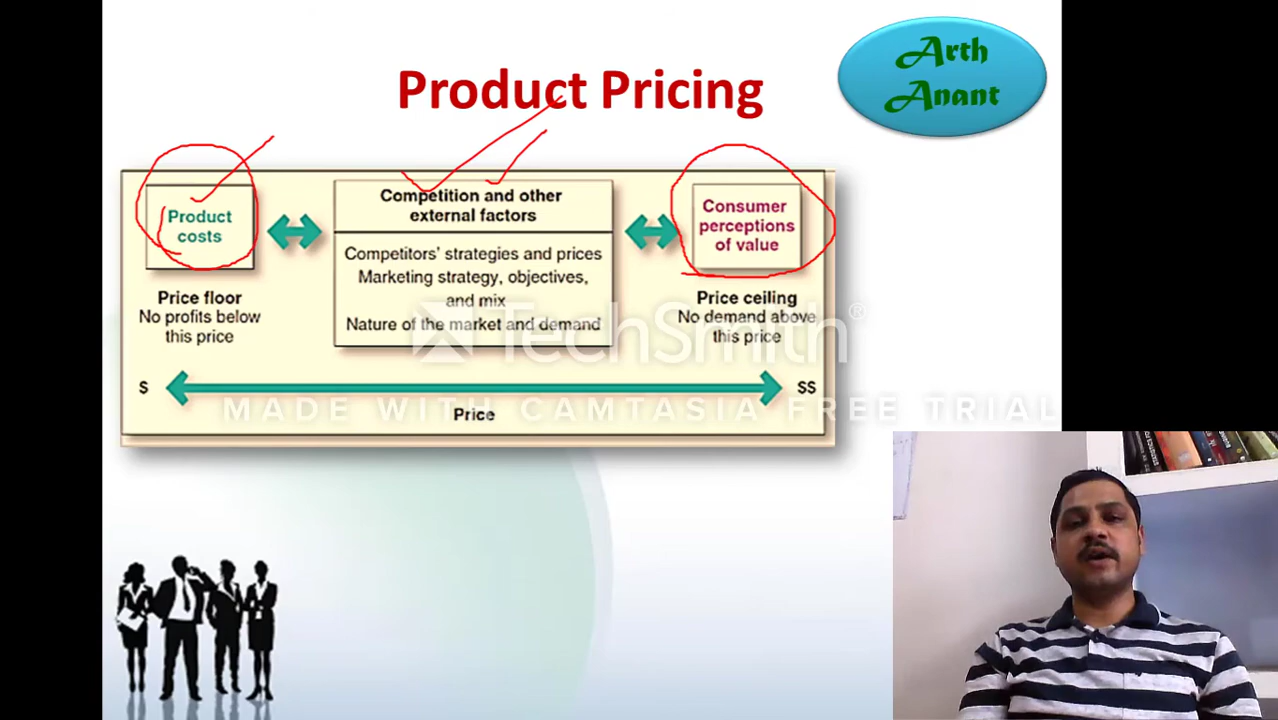 Arth
Anant
Product Pricing
Product
costs
Competition and other
external factors
Competitors' strategies and prices
Marketing strategy, objectives,
and mix
Nature of the market and demand
Consumer
perceptions
of value
Price floor
No profits below
this price
Price ceiling
No demand above
this price
TechSmith®
$
$$
Price
MADE WITH CAMTASIA FREE TRIAL